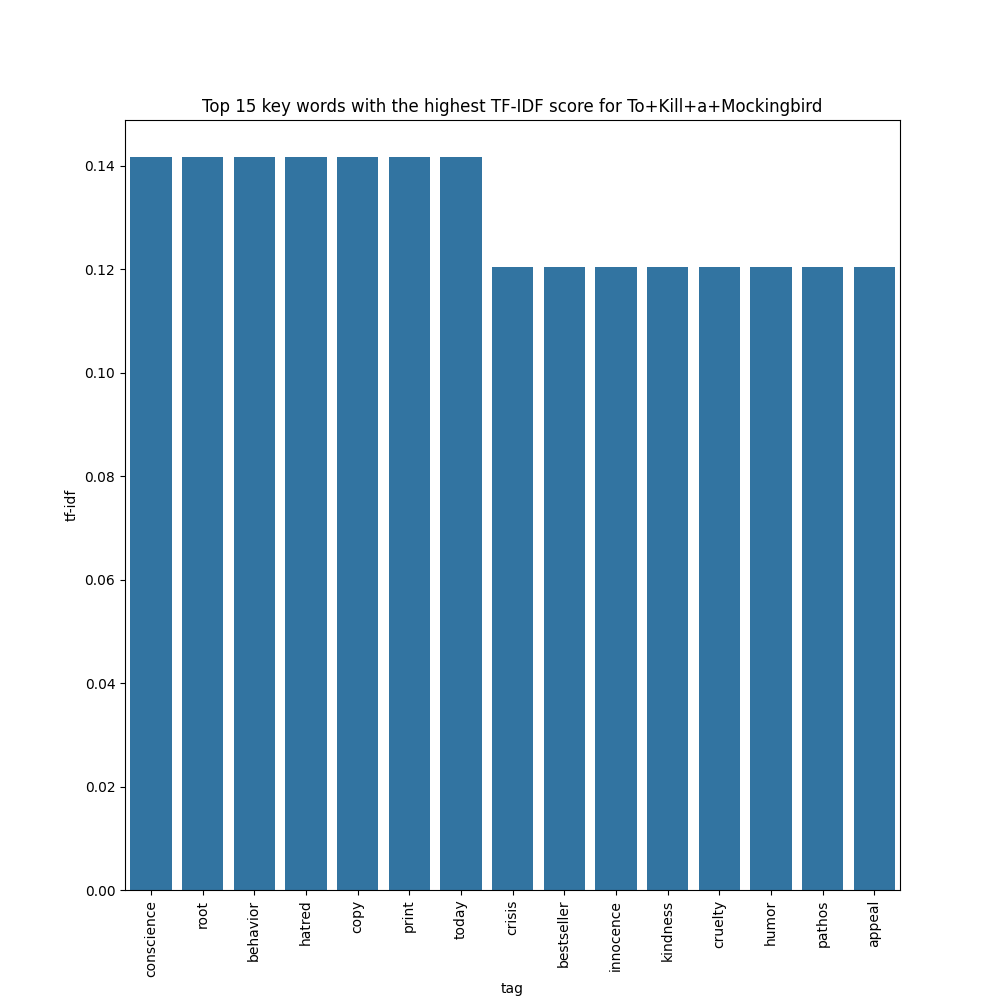 Top 15 key words with the highest TF-IDF score for To+Kill+a+Mockingbird
tf-idf
0.14
0.12
0.10
0.08
0.06
0.04
0.02
0.00
conscience
root
behavior
hatred
copy
print
today
crisis
bestseller
innocence
kindness
cruelty
humor
pathos
appeal
tag